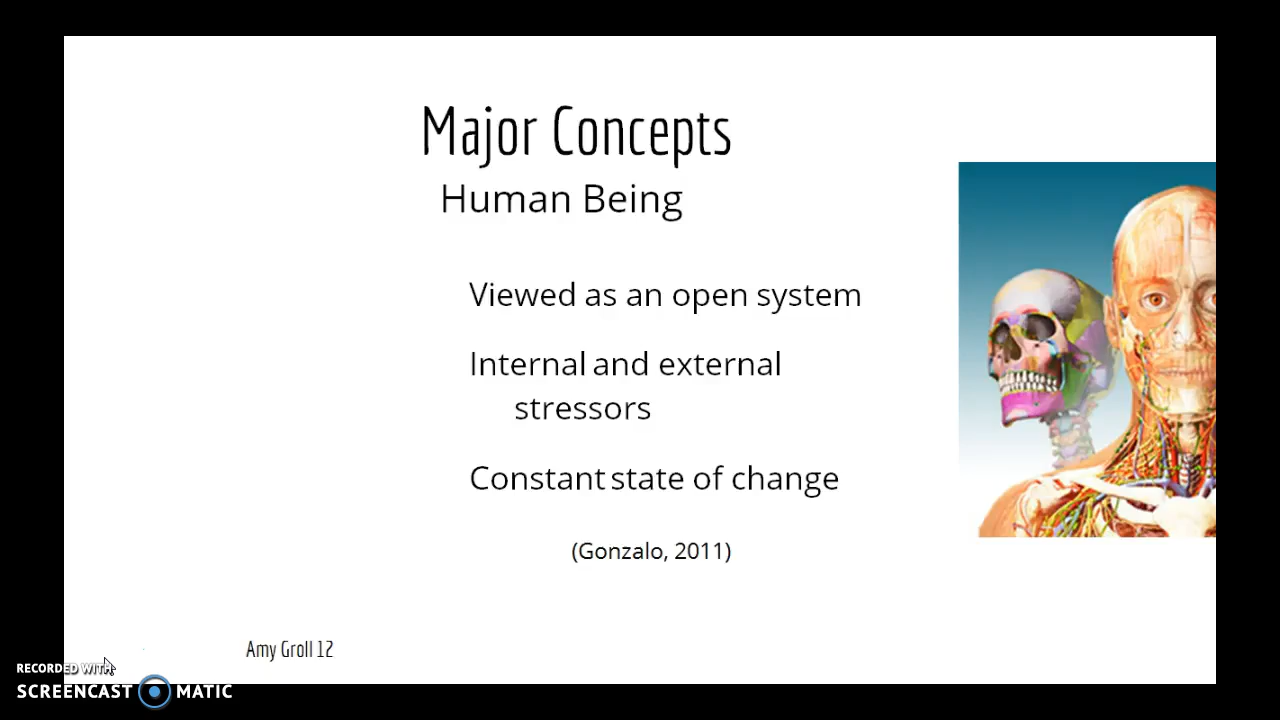 Major Concepts
Human Being
Viewed as an open system
Internal and external
stressors
Constant state of change
(Gonzalo, 2011)
Amy Groll 12
RECORDED WITH
SCREENCAST MATIC